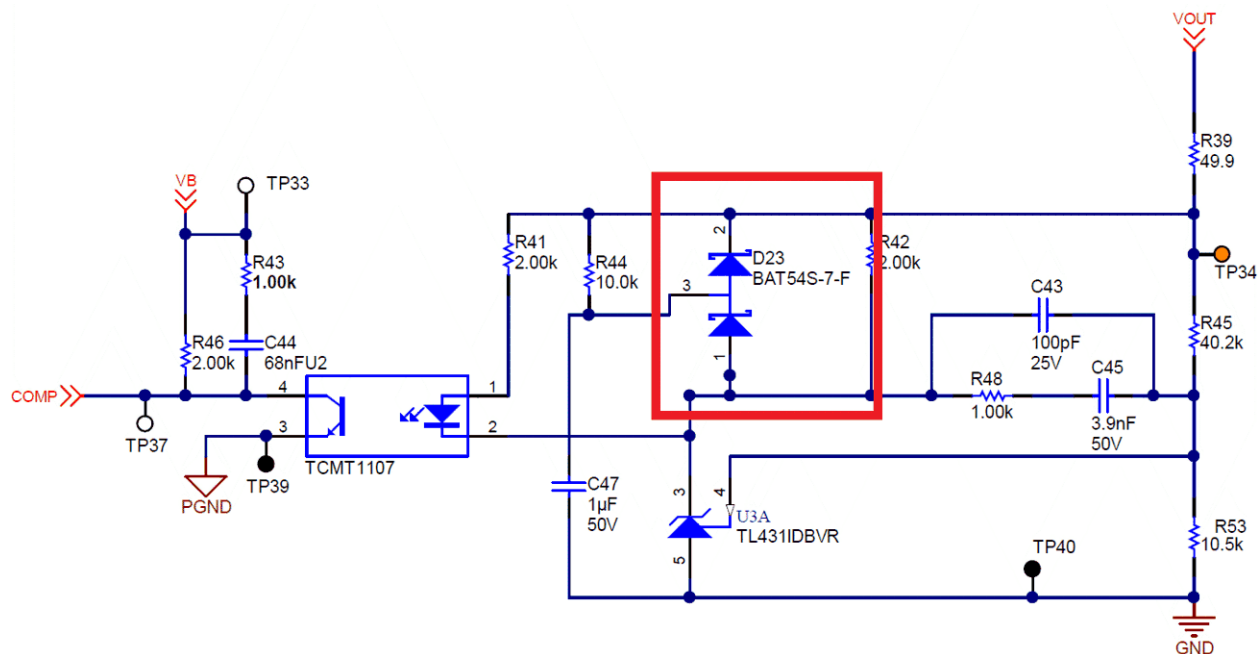 VOUT
R39
49.9
VB
TP33
2
R41
2.00k
R44
10.0k
D23
BAT54S-7-F
3
R42
2.00k
TP34
R43
1.00k
C43
100pF
25V
R45
40.2k
R46
2.00k
C44
68nFU2
1
COMP
4
1
R48
1.00k
C45
3.9nF
50V
TP37
3
2
TP39
TCMT1107
PGND
C47
1µF
50V
3
4
U3A
TL431IDBVR
5
TP40
R53
10.5k
GND